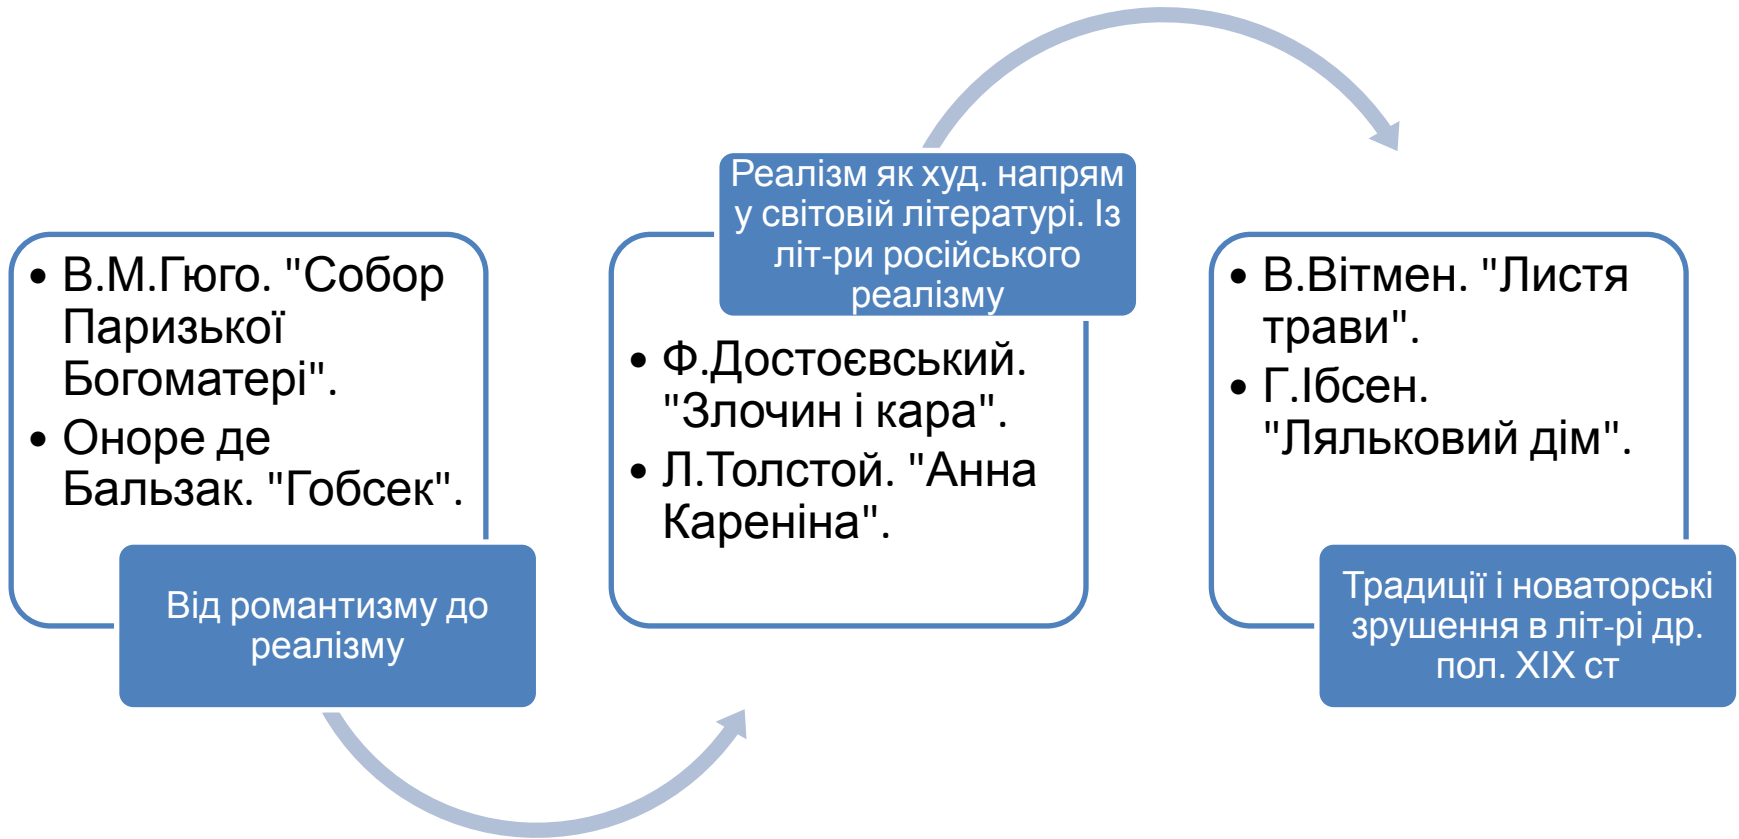 • В.М.Гюго. "Собор
Паризької
Богоматері".
• Оноре де
Бальзак. "Гобсек".
Від романтизму до
реалізму
Реалізм як худ. напрям
у світовій літературі. Із
літ-ри російського
реалізму
• Ф.Достоєвський.
"Злочин і кара".
• Л.Толстой. "Анна
Кареніна".
• В.Вітмен. "Листя
трави".
• Г.Ібсен.
"Ляльковий дім".
Традиції і новаторські
зрушення в літ-рі др.
пол. ХІХ ст